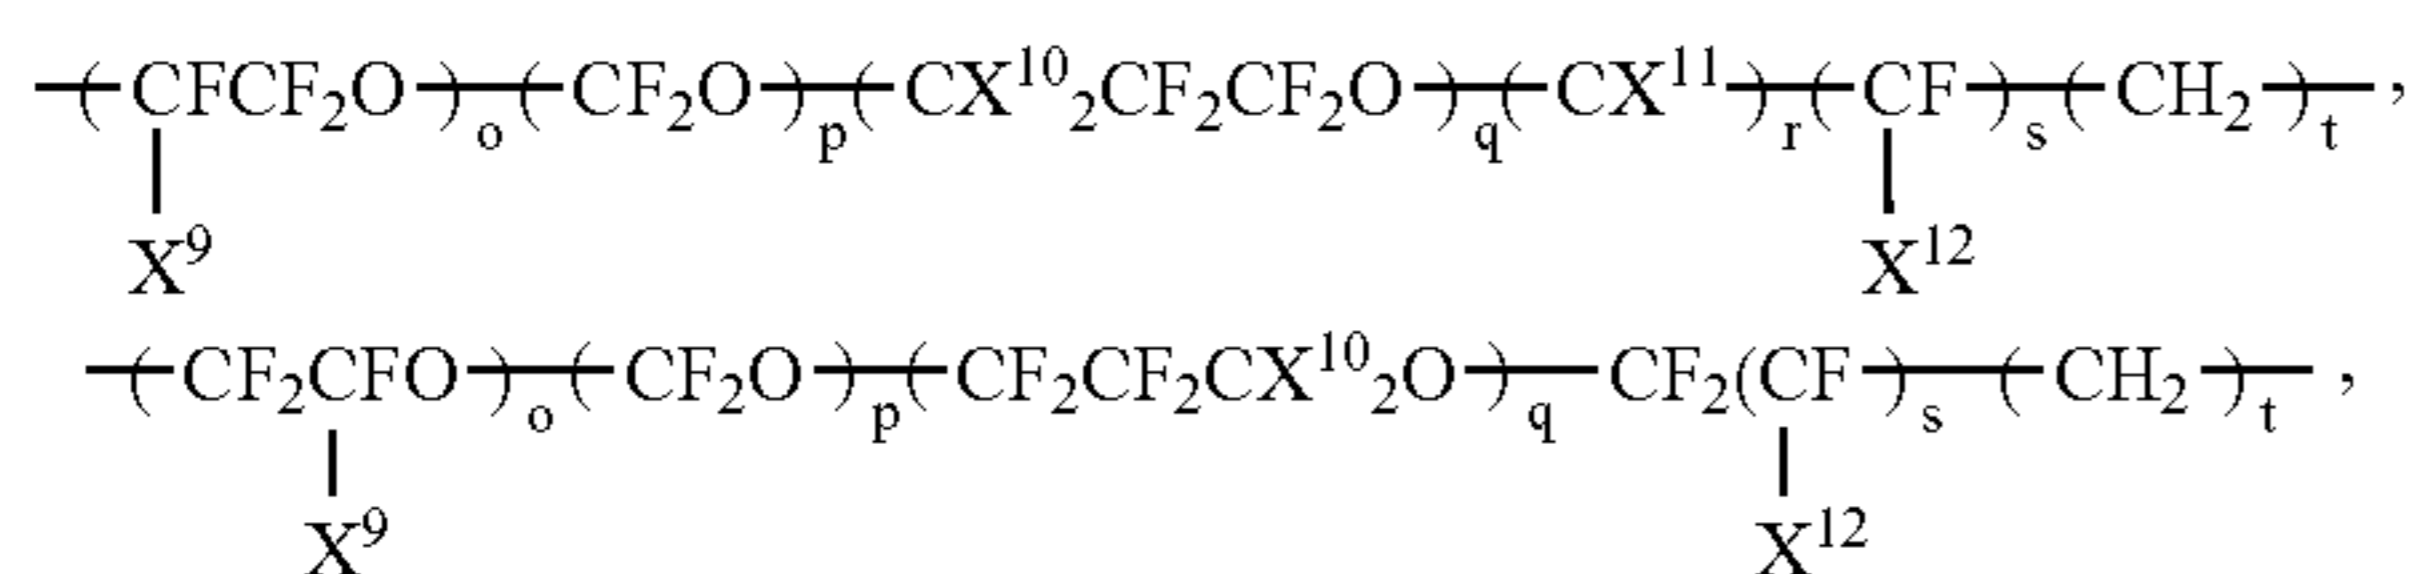 —( CFCF₂O )ₒ—( CF₂O )ₚ—( CX¹⁰₂CF₂CF₂O )q—( CX¹¹ )ᵣ—( CF )ₛ—( CH₂ )ₜ—,
X⁹ X¹²
—( CF₂CFO )ₒ—( CF₂O )ₚ—( CF₂CF₂CX¹⁰₂O )q—CF₂(CF )ₛ—( CH₂ )ₜ—,
X⁹ X¹²